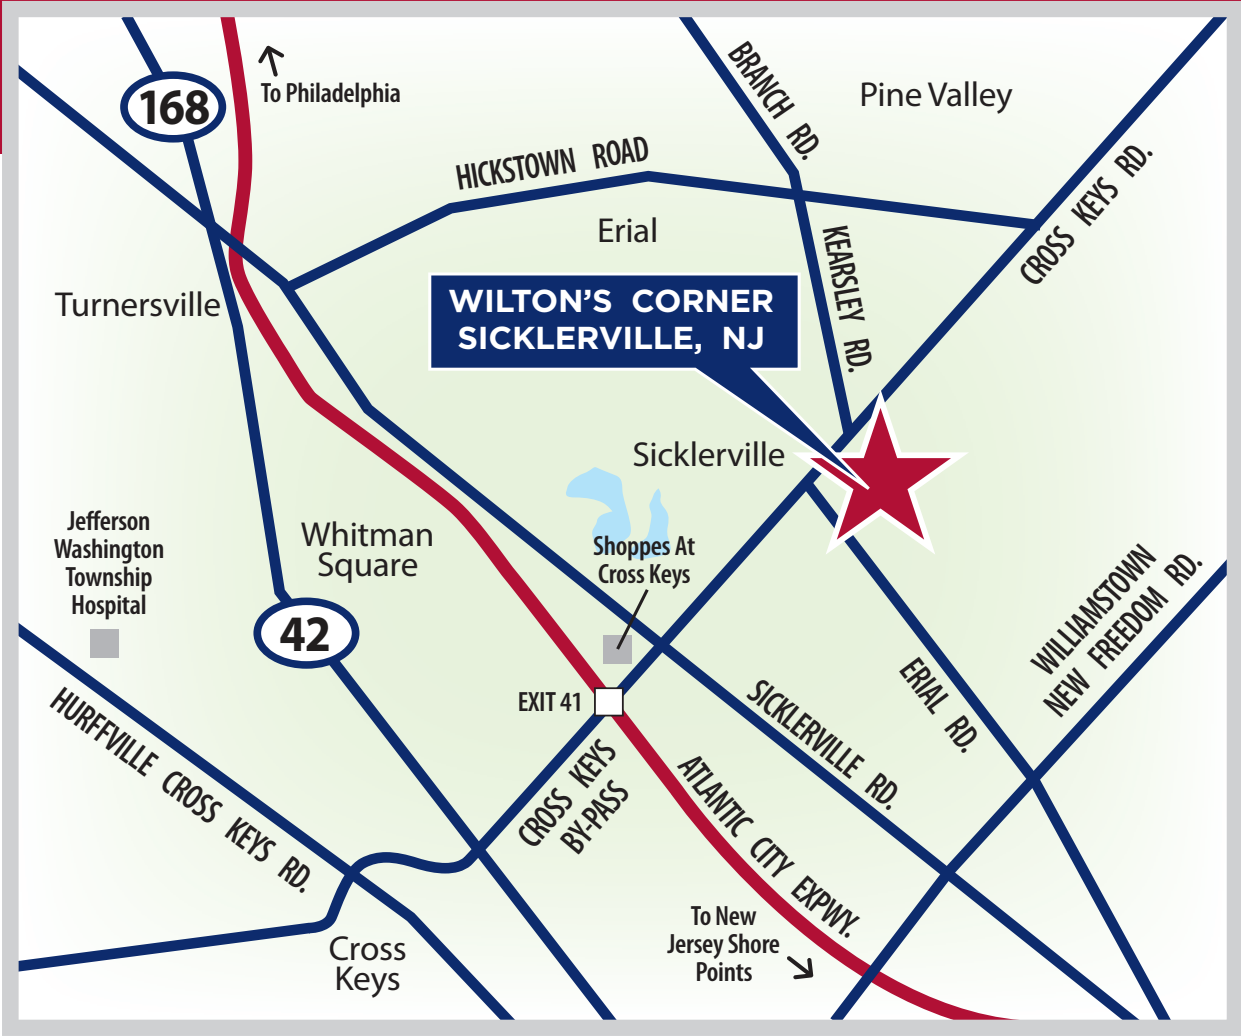 168
To Philadelphia
BRANCH RD.
Pine Valley
HICKSTOWN ROAD
CROSS KEYS RD.
Erial
KEARSLEY RD.
Turnersville
WILTON'S CORNER
SICKLERVILLE, NJ
Sicklerville
Jefferson
Washington
Township
Hospital
Whitman
Square
Shoppes At
Cross Keys
42
WILLIAMSTOWN
NEW FREEDOM RD.
ERIAL RD.
EXIT 41
HURFFVILLE CROSS KEYS RD.
SICKLERVILLE RD.
CROSS KEYS
BY-PASS
ATLANTIC CITY EXPWY.
To New
Jersey Shore
Points
Cross
Keys